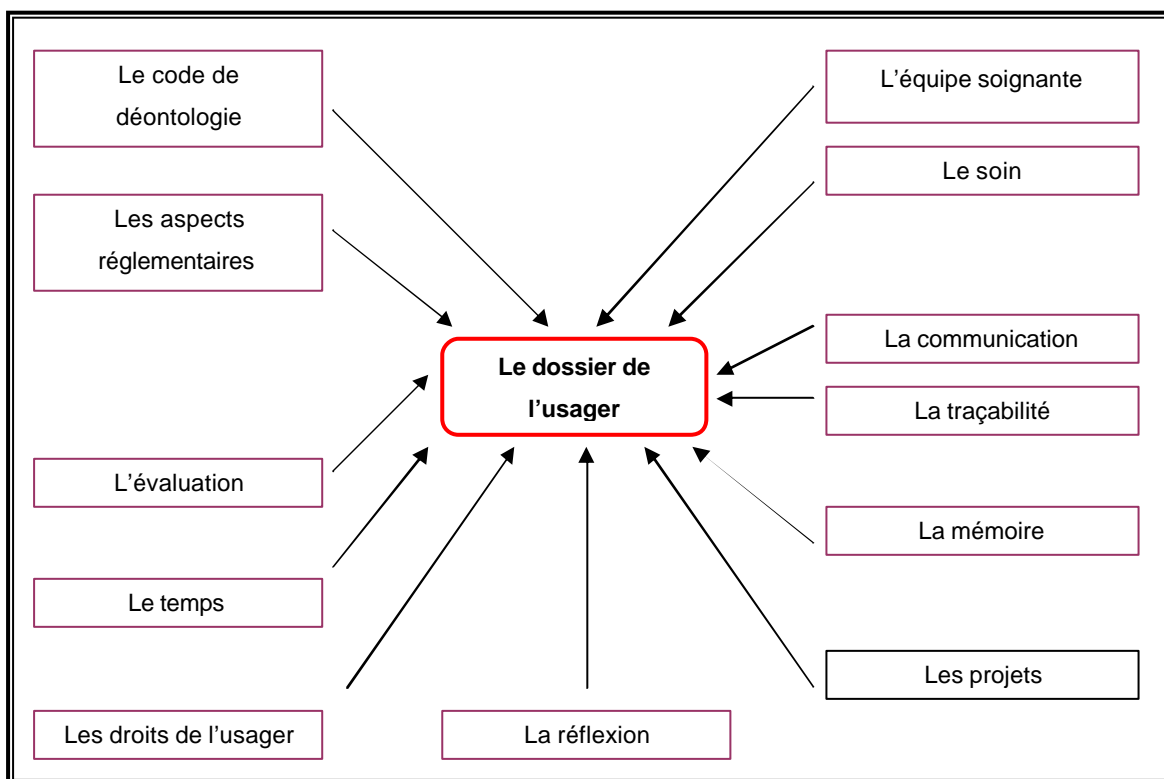 Le code de
déontologie
L'équipe soignante
Le soin
Les aspects
réglementaires
La communication
Le dossier de
l'usager
La traçabilité
L'évaluation
La mémoire
Le temps
Les projets
Les droits de l'usager
La réflexion